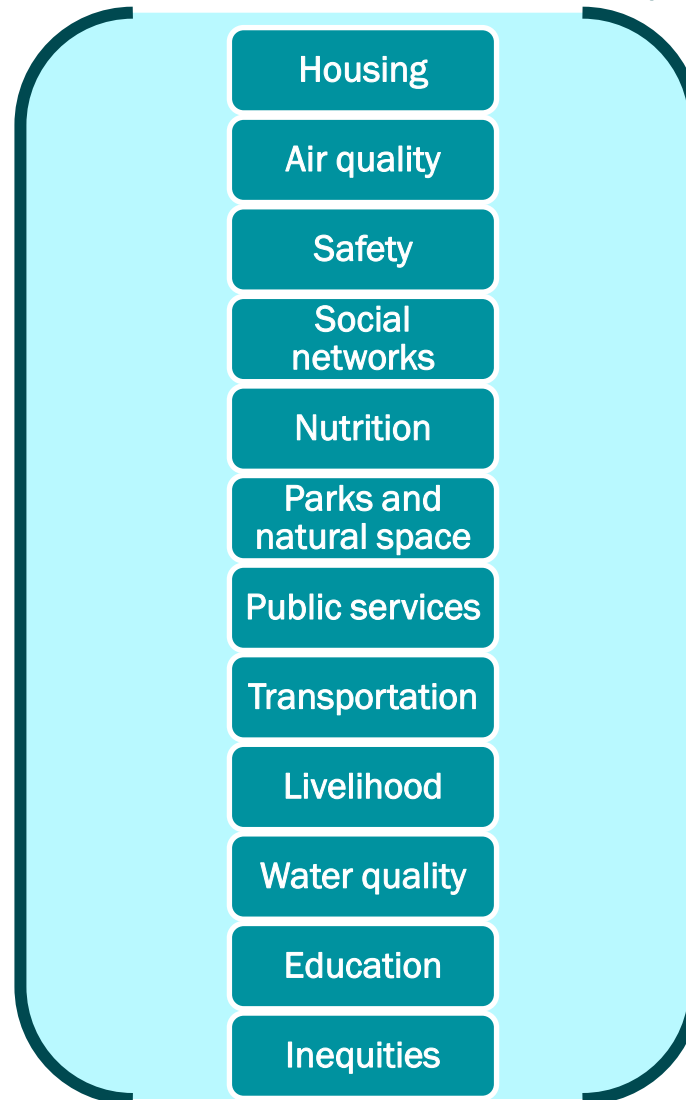 Housing
Air quality
Safety
Social
networks
Nutrition
Parks and
natural space
Public services
Transportation
Livelihood
Water quality
Education
Inequities